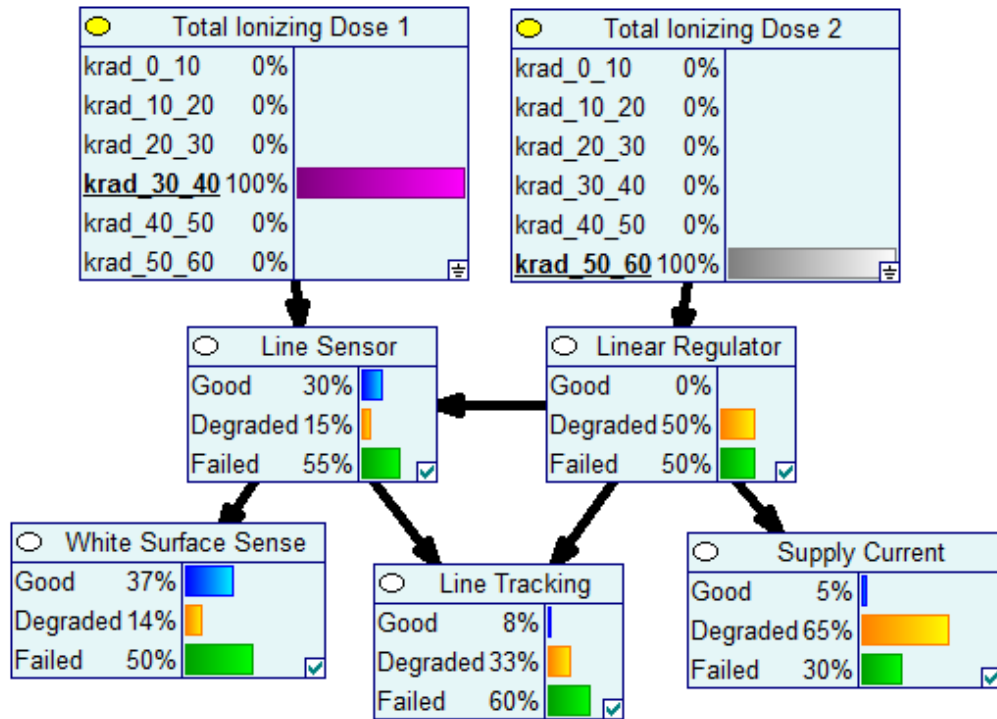 Total Ionizing Dose 1
krad_0_10 0%
krad_10_20 0%
krad_20_30 0%
krad_30_40 100%
krad_40_50 0%
krad_50_60 0%
Total Ionizing Dose 2
krad_0_10 0%
krad_10_20 0%
krad_20_30 0%
krad_30_40 0%
krad_40_50 0%
krad_50_60 100%
Line Sensor
Good 30%
Degraded 15%
Failed 55%
Linear Regulator
Good 0%
Degraded 50%
Failed 50%
White Surface Sense
Good 37%
Degraded 14%
Failed 50%
Line Tracking
Good 8%
Degraded 33%
Failed 60%
Supply Current
Good 5%
Degraded 65%
Failed 30%